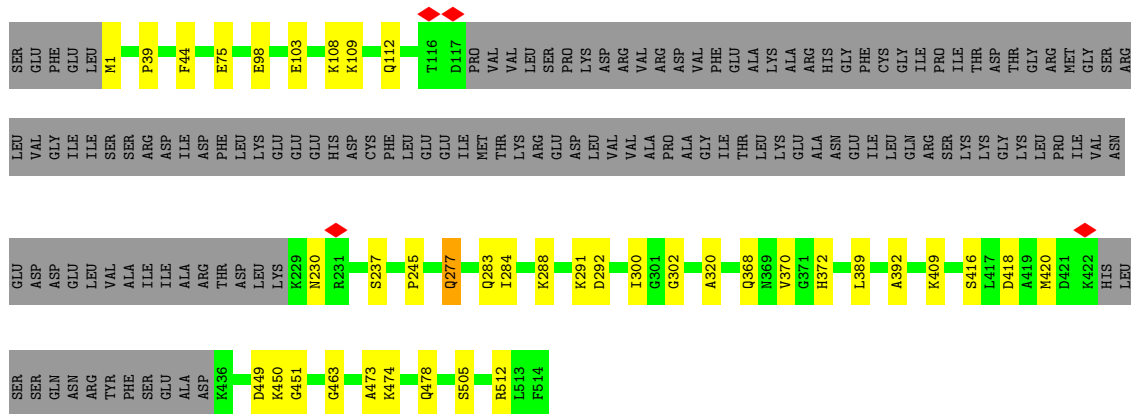 SER GLU PHE GLU LEU M1 P39 F44 E75 E98 E103 K108 K109 Q112 T116 D117 PRO VAL VAL LEU SER PRO LYS ASP ARG VAL ARG ASP VAL PHE GLU ALA LYS ALA ARG HIS GLY PHE CYS GLY ILE PRO ILE THR ASP THR GLY ARG MET GLY SER ARG
LEU VAL GLY ILE ILE SER SER ARG ASP ILE ASP PHE LEU LYS GLU GLU GLU HIS ASP CYS PHE LEU GLU GLU ILE MET THR LYS ARG GLU ASP LEU VAL VAL ALA PRO ALA GLY ILE THR LEU LYS GLU ALA ASN GLU ILE LEU GLN ARG SER LYS LYS GLY LYS LEU PRO ILE VAL ASN
GLU ASP ASP GLU LEU VAL ALA ILE ILE ALA ARG THR ASP LEU LYS K229 N230 R231 S237 P245 Q277 Q283 I284 K288 K291 D292 I300 G301 G302 A320 Q368 N369 V370 G371 H372 L389 A392 K409 S416 L417 D418 A419 M420 D421 K422 HIS LEU
SER SER GLN ASN ARG TYR PHE SER GLU ALA ASP K436 D449 K450 G451 G463 A473 K474 Q478 S505 R512 L513 F514